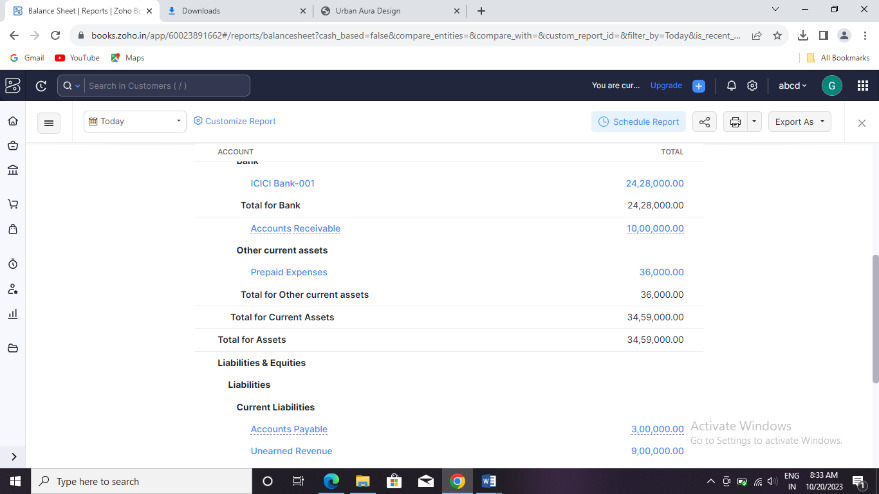 Balance Sheet | Reports | Zoho Bo
Downloads
Urban Aura Design
books.zoho.in/app/60023891662#/reports/balancesheet?cash_based=false&compare_entities=&compare_with=&custom_report_id=&filter_by=Today&is_recent_...
Gmail YouTube Maps All Bookmarks
Search in Customers ( / ) You are cur... Upgrade abcd G
Today Customize Report Schedule Report Export As
ACCOUNT TOTAL
Bank
ICICI Bank-001 24,28,000.00
Total for Bank 24,28,000.00
Accounts Receivable 10,00,000.00
Other current assets
Prepaid Expenses 36,000.00
Total for Other current assets 36,000.00
Total for Current Assets 34,59,000.00
Total for Assets 34,59,000.00
Liabilities & Equities
Liabilities
Current Liabilities
Accounts Payable 3,00,000.00
Unearned Revenue 9,00,000.00
Activate Windows
Go to Settings to activate Windows.
Type here to search
ENG
IN
8:33 AM
10/20/2023
1